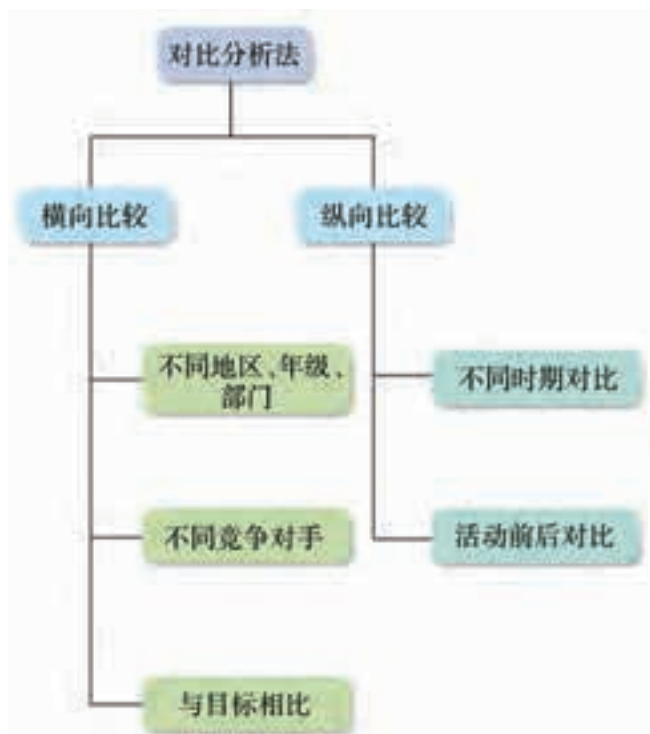 对比分析法
横向比较
纵向比较
不同地区、年级、
部门
不同时期对比
不同竞争对手
活动前后对比
与目标相比